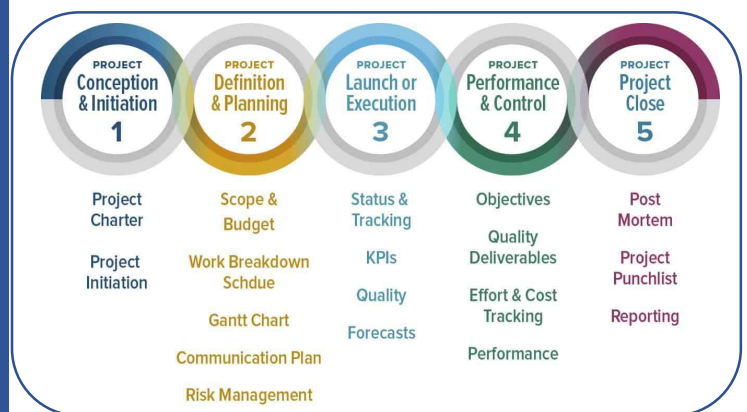 PROJECT
Conception
& Initiation
1
PROJECT
Definition
& Planning
2
PROJECT
Launch or
Execution
3
PROJECT
Performance
& Control
4
PROJECT
Project
Close
5
Project
Charter
Project
Initiation
Scope &
Budget
Work Breakdown
Schdue
Gantt Chart
Communication Plan
Risk Management
Status &
Tracking
KPIs
Quality
Forecasts
Objectives
Quality
Deliverables
Effort & Cost
Tracking
Performance
Post
Mortem
Project
Punchlist
Reporting